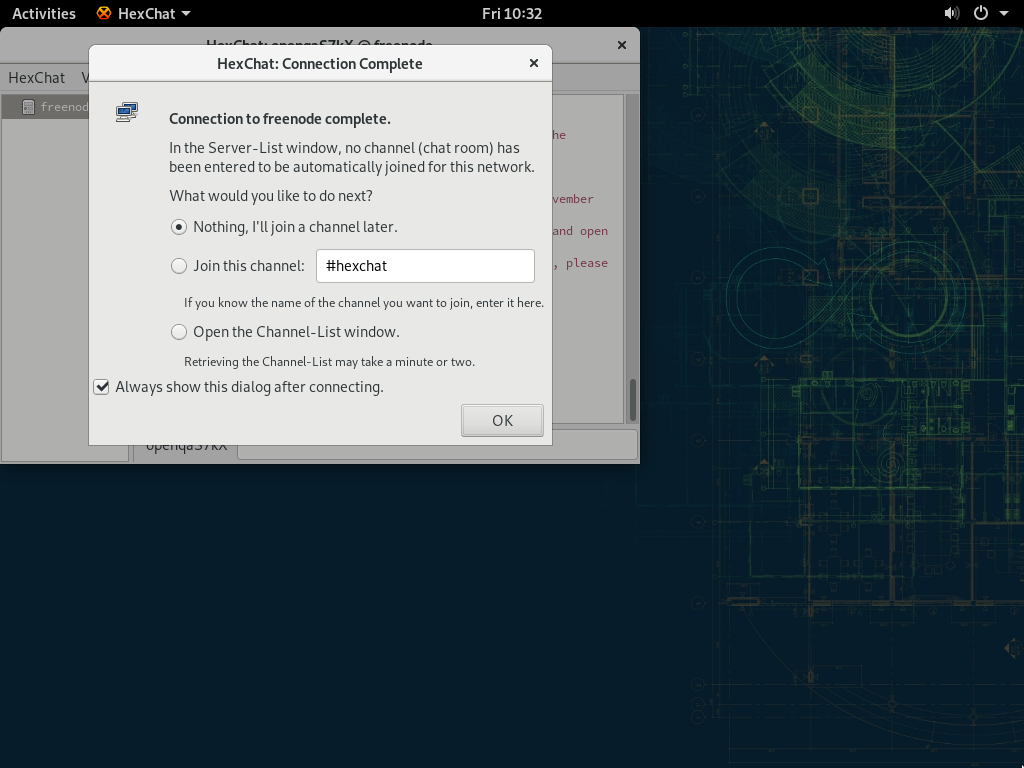 Activities HexChat Fri 10:32
HexChat: openqaS7kX @ freenode
HexChat: Connection Complete
HexChat
freenod
Connection to freenode complete.
he
In the Server-List window, no channel (chat room) has
been entered to be automatically joined for this network.
What would you like to do next?
vember
Nothing, I'll join a channel later.
and open
Join this channel: #hexchat
, please
If you know the name of the channel you want to join, enter it here.
Open the Channel-List window.
Retrieving the Channel-List may take a minute or two.
Always show this dialog after connecting.
OK
openqaS7kX